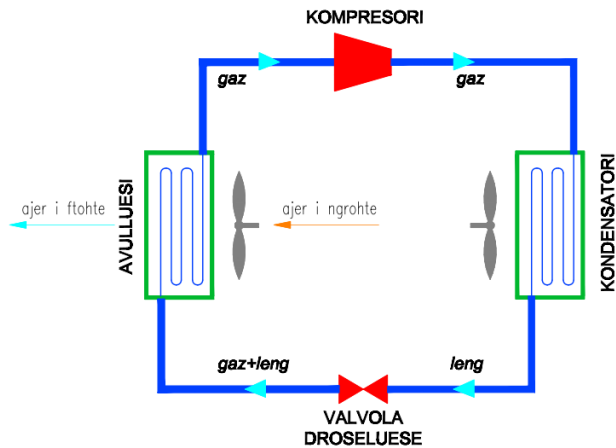 KOMPRESORI
gaz
gaz
ajer i ftohte
AVULLUESI
ajer i ngrohte
KONDENSATORI
gaz+leng
leng
VALVOLA
DROSELUESE